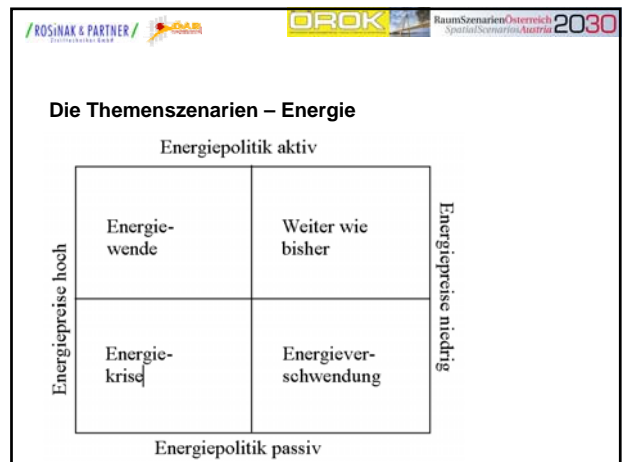 / ROSINAK & PARTNER /
ÖROK
RaumSzenarienÖsterreich 2030
SpatialScenariosAustria
Die Themenszenarien – Energie
Energiepolitik aktiv
Energiepreise hoch
Energie-
wende
Weiter wie
bisher
Energiepreise niedrig
Energie-
krise
Energiever-
schwendung
Energiepolitik passiv